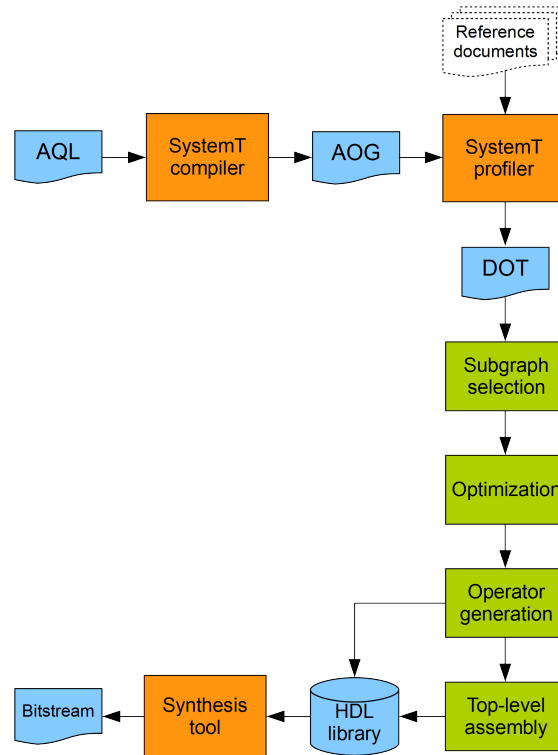 Reference
documents
AQL
SystemT
compiler
AOG
SystemT
profiler
DOT
Subgraph
selection
Optimization
Operator
generation
Bitstream
Synthesis
tool
HDL
library
Top-level
assembly